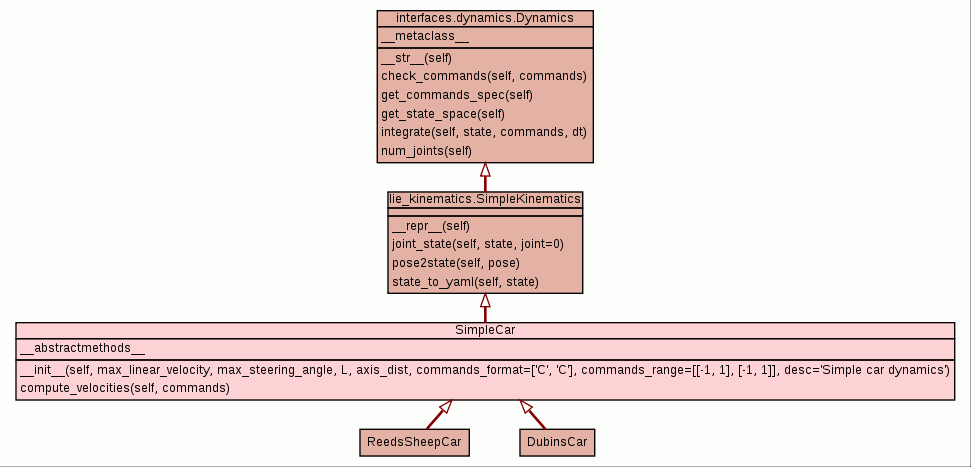 interfaces.dynamics.Dynamics
__metaclass__
__str__(self)
check_commands(self, commands)
get_commands_spec(self)
get_state_space(self)
integrate(self, state, commands, dt)
num_joints(self)
lie_kinematics.SimpleKinematics
__repr__(self)
joint_state(self, state, joint=0)
pose2state(self, pose)
state_to_yaml(self, state)
SimpleCar
__abstractmethods__
__init__(self, max_linear_velocity, max_steering_angle, L, axis_dist, commands_format=['C', 'C'], commands_range=[[-1, 1], [-1, 1]], desc='Simple car dynamics')
compute_velocities(self, commands)
ReedsSheepCar
DubinsCar